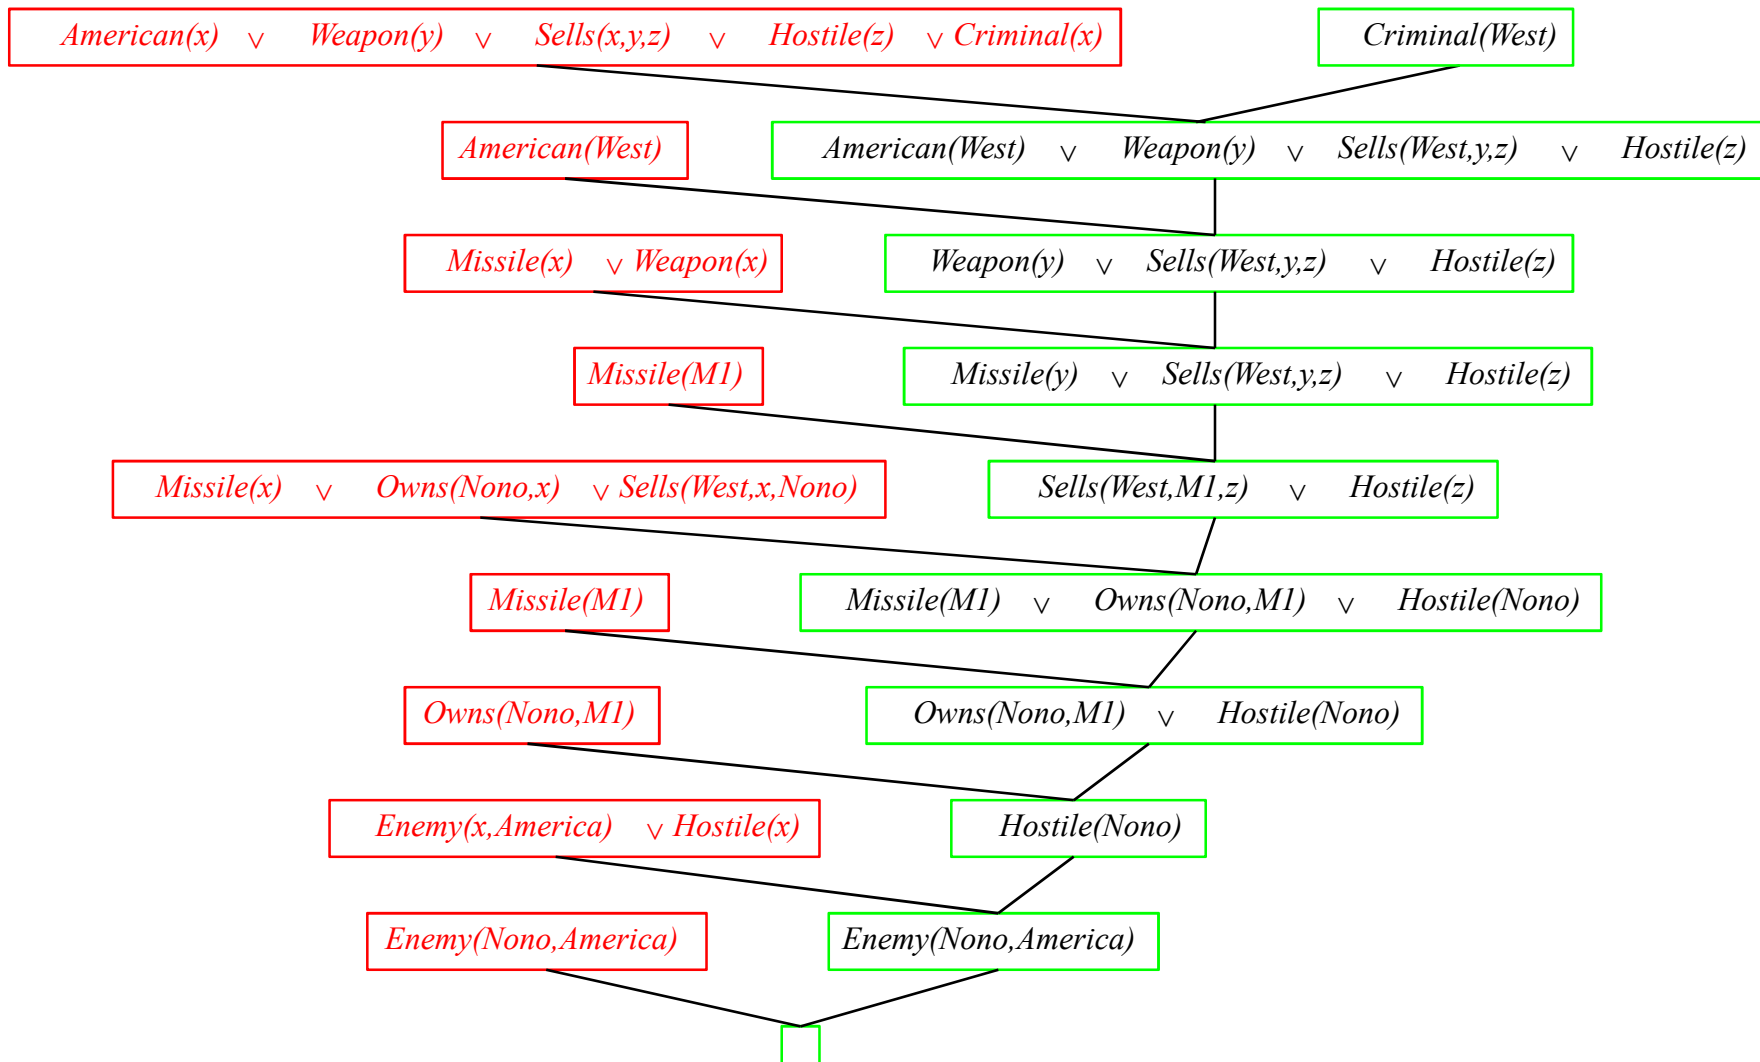 American(x) ∨ Weapon(y) ∨ Sells(x,y,z) ∨ Hostile(z) ∨ Criminal(x) Criminal(West)
American(West) American(West) ∨ Weapon(y) ∨ Sells(West,y,z) ∨ Hostile(z)
Missile(x) ∨ Weapon(x) Weapon(y) ∨ Sells(West,y,z) ∨ Hostile(z)
Missile(M1) Missile(y) ∨ Sells(West,y,z) ∨ Hostile(z)
Missile(x) ∨ Owns(Nono,x) ∨ Sells(West,x,Nono) Sells(West,M1,z) ∨ Hostile(z)
Missile(M1) Missile(M1) ∨ Owns(Nono,M1) ∨ Hostile(Nono)
Owns(Nono,M1) Owns(Nono,M1) ∨ Hostile(Nono)
Enemy(x,America) ∨ Hostile(x) Hostile(Nono)
Enemy(Nono,America) Enemy(Nono,America)